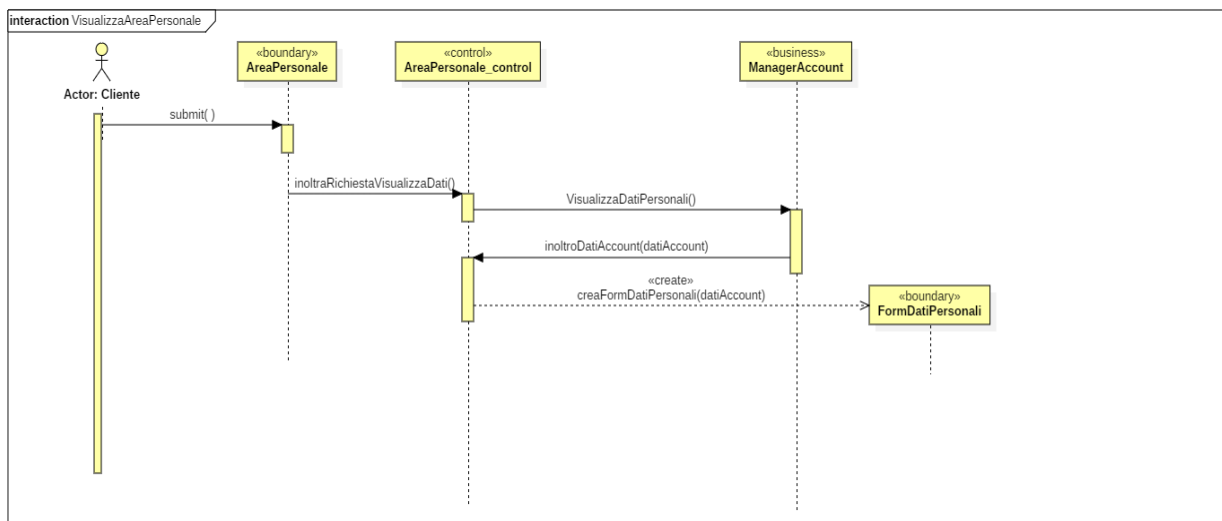 interaction VisualizzaAreaPersonale
«boundary»
AreaPersonale
«control»
AreaPersonale_control
«business»
ManagerAccount
Actor: Cliente
submit( )
inoltraRichiestaVisualizzaDati()
VisualizzaDatiPersonali()
inoltroDatiAccount(datiAccount)
«create»
creaFormDatiPersonali(datiAccount)
«boundary»
FormDatiPersonali